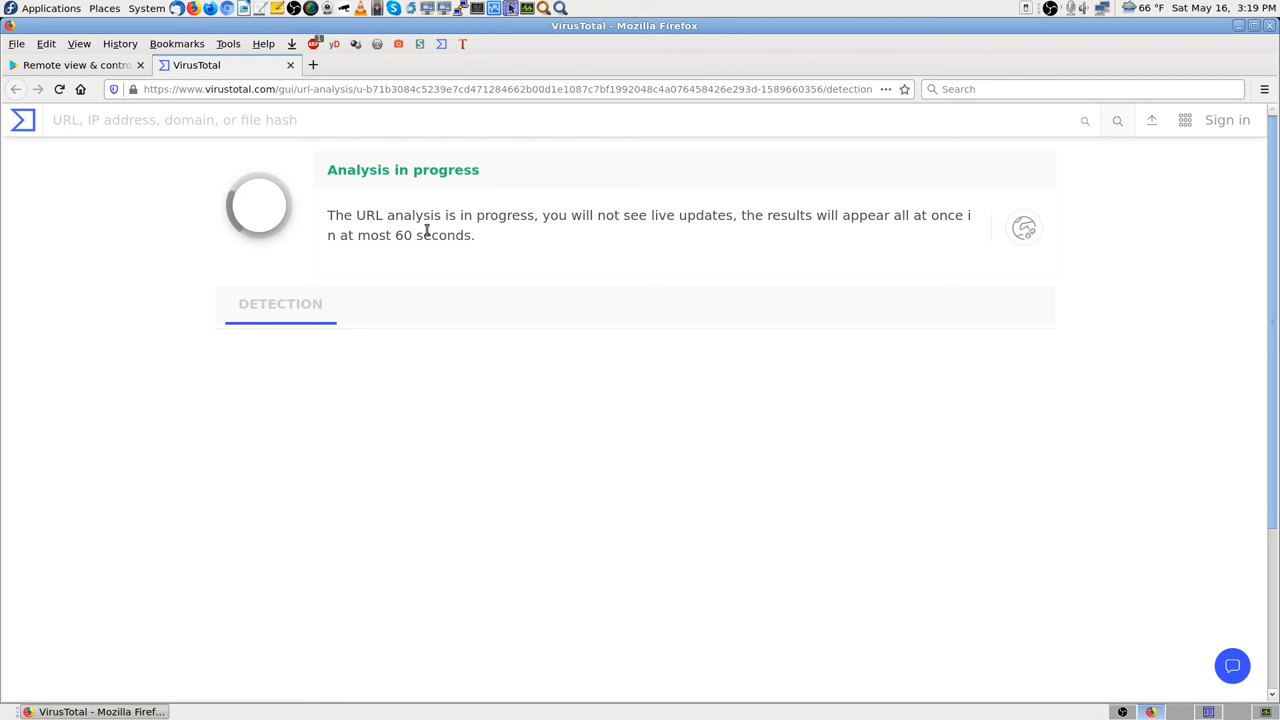 Applications Places System 66 °F Sat May 16, 3:19 PM
VirusTotal - Mozilla Firefox
File Edit View History Bookmarks Tools Help
Remote view & contro VirusTotal
https://www.virustotal.com/gui/url-analysis/u-b71b3084c5239e7cd471284662b00d1e1087c7bf1992048c4a076458426e293d-1589660356/detection Search
URL, IP address, domain, or file hash Sign in
Analysis in progress
The URL analysis is in progress, you will not see live updates, the results will appear all at once i
n at most 60 seconds.
DETECTION
VirusTotal - Mozilla Firef...